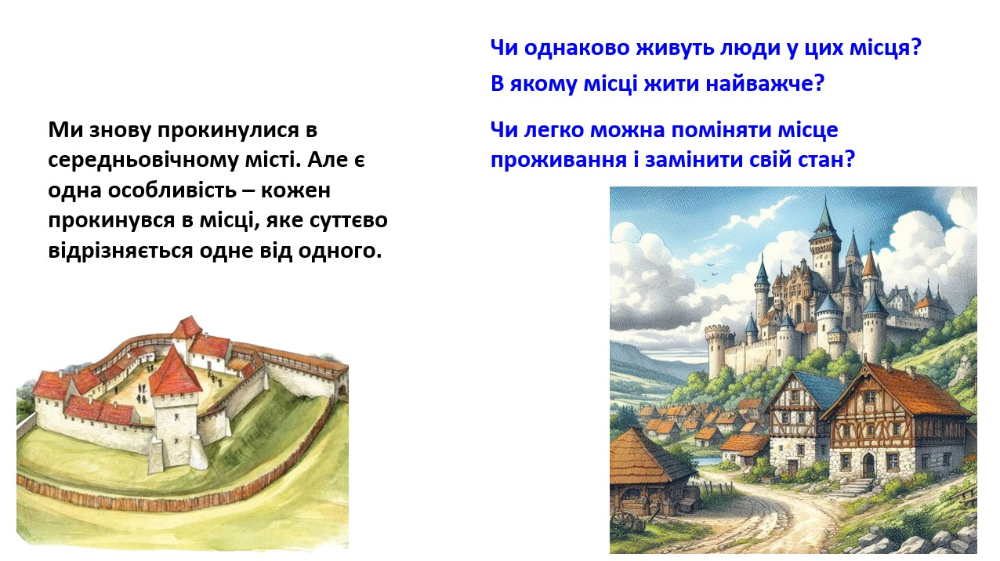 Ми знову прокинулися в
середньовічному місті. Але є
одна особливість – кожен
прокинувся в місці, яке суттєво
відрізняється одне від одного.
Чи однаково живуть люди у цих місця?
В якому місці жити найважче?
Чи легко можна поміняти місце
проживання і замінити свій стан?